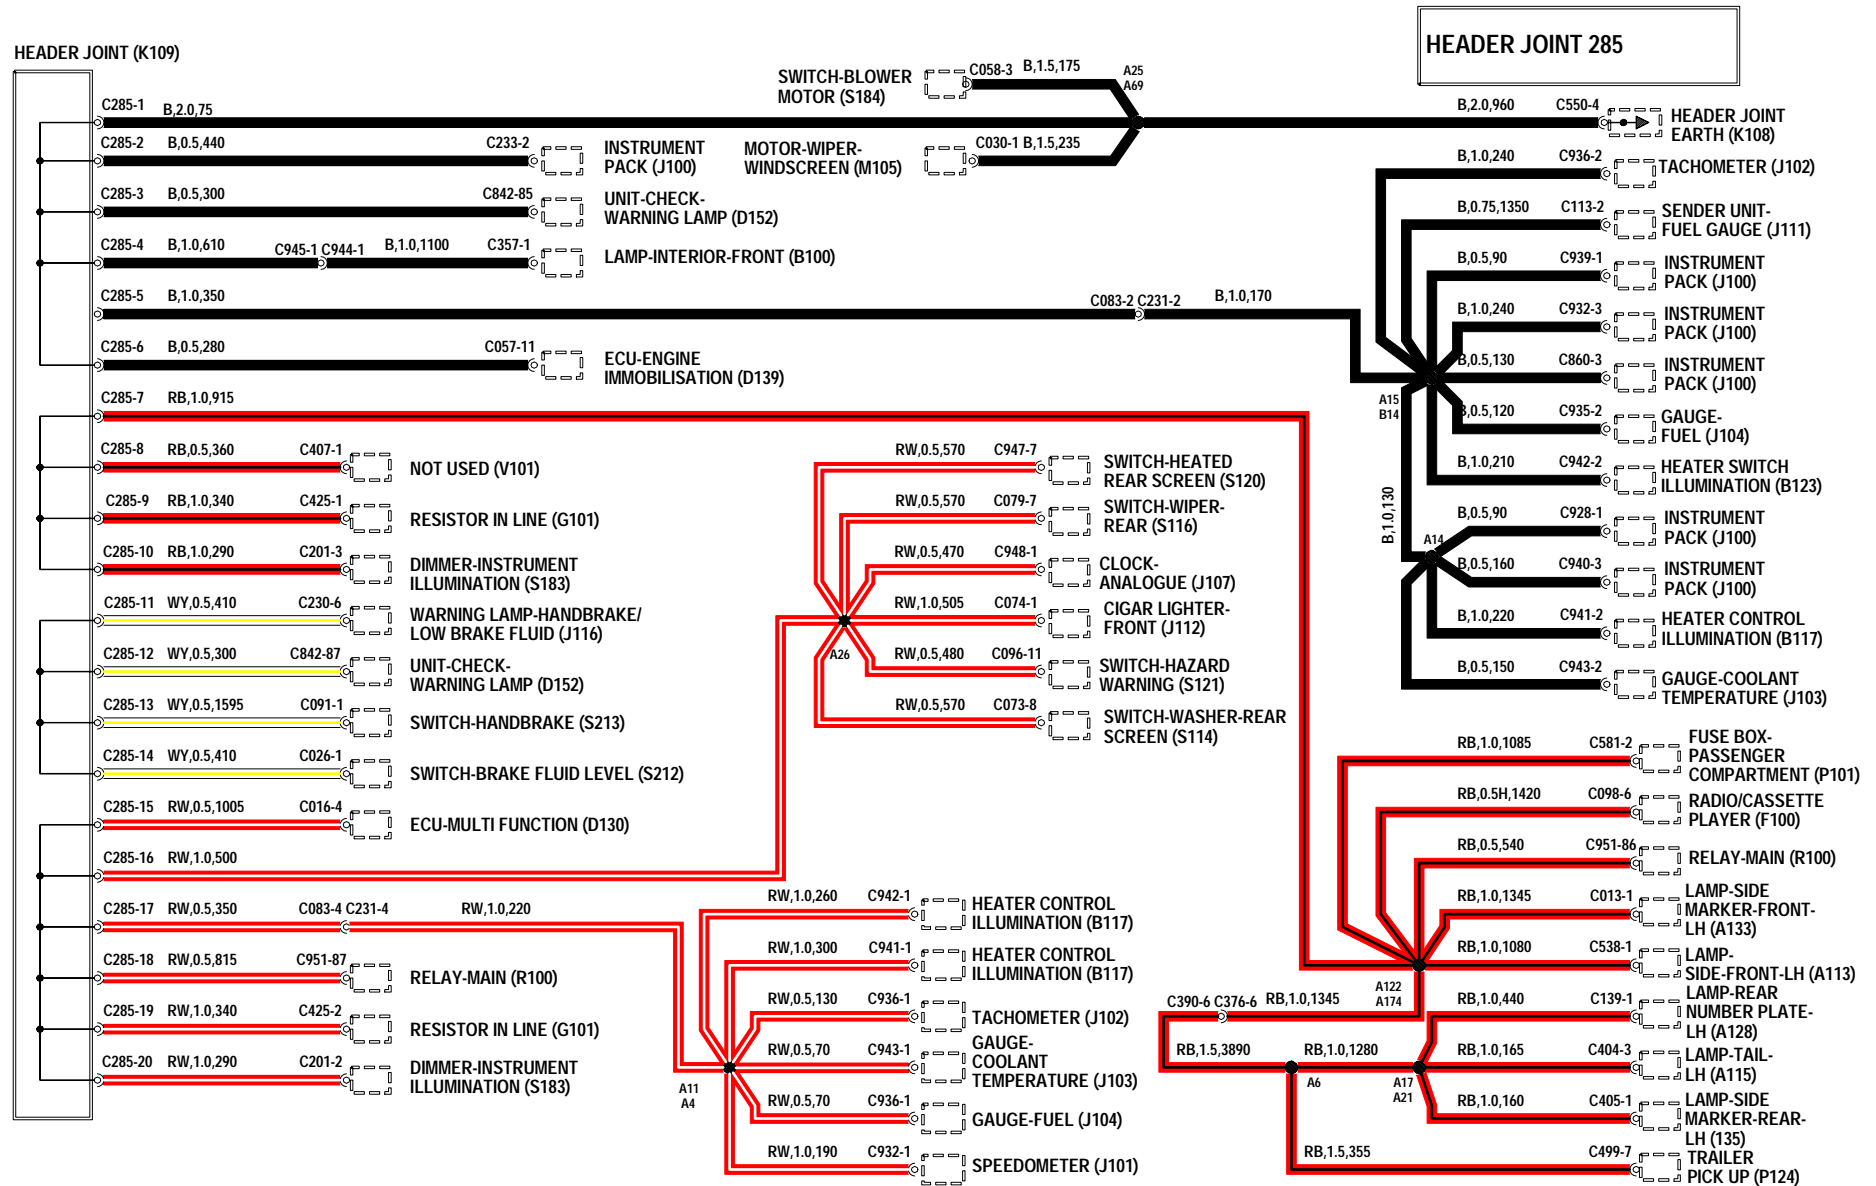 HEADER JOINT 285
HEADER JOINT (K109)
C285-1 B,2.0,75
SWITCH-BLOWER
MOTOR (S184)
C058-3 B,1.5,175
A25
A69
B,2.0,960 C550-4
HEADER JOINT
EARTH (K108)
C285-2 B,0.5,440 C233-2
INSTRUMENT
PACK (J100)
MOTOR-WIPER-
WINDSCREEN (M105)
C030-1 B,1.5,235
C285-3 B,0.5,300 C842-85
UNIT-CHECK-
WARNING LAMP (D152)
C285-4 B,1.0,610 C945-1 C944-1 B,1.0,1100 C357-1
LAMP-INTERIOR-FRONT (B100)
C285-5 B,1.0,350 C083-2 C231-2 B,1.0,170
C285-6 B,0.5,280 C057-11
ECU-ENGINE
IMMOBILISATION (D139)
B,1.0,240 C936-2
TACHOMETER (J102)
B,0.75,1350 C113-2
SENDER UNIT-
FUEL GAUGE (J111)
B,0.5,90 C939-1
INSTRUMENT
PACK (J100)
B,1.0,240 C932-3
INSTRUMENT
PACK (J100)
B,0.5,130 C860-3
INSTRUMENT
PACK (J100)
A15
B14
B,0.5,120 C935-2
GAUGE-
FUEL (J104)
B,1.0,210 C942-2
HEATER SWITCH
ILLUMINATION (B123)
B,1.0,130
A14
B,0.5,90 C928-1
INSTRUMENT
PACK (J100)
B,0.5,160 C940-3
INSTRUMENT
PACK (J100)
B,1.0,220 C941-2
HEATER CONTROL
ILLUMINATION (B117)
B,0.5,150 C943-2
GAUGE-COOLANT
TEMPERATURE (J103)
C285-7 RB,1.0,915
C285-8 RB,0.5,360 C407-1
NOT USED (V101)
C285-9 RB,1.0,340 C425-1
RESISTOR IN LINE (G101)
C285-10 RB,1.0,290 C201-3
DIMMER-INSTRUMENT
ILLUMINATION (S183)
C285-11 WY,0.5,410 C230-6
WARNING LAMP-HANDBRAKE/
LOW BRAKE FLUID (J116)
C285-12 WY,0.5,300 C842-87
UNIT-CHECK-
WARNING LAMP (D152)
C285-13 WY,0.5,1595 C091-1
SWITCH-HANDBRAKE (S213)
C285-14 WY,0.5,410 C026-1
SWITCH-BRAKE FLUID LEVEL (S212)
C285-15 RW,0.5,1005 C016-4
ECU-MULTI FUNCTION (D130)
C285-16 RW,1.0,500
C285-17 RW,0.5,350 C083-4 C231-4 RW,1.0,220
C285-18 RW,0.5,815 C951-87
RELAY-MAIN (R100)
C285-19 RW,1.0,340 C425-2
RESISTOR IN LINE (G101)
C285-20 RW,1.0,290 C201-2
DIMMER-INSTRUMENT
ILLUMINATION (S183)
RW,0.5,570 C947-7
SWITCH-HEATED
REAR SCREEN (S120)
RW,0.5,570 C079-7
SWITCH-WIPER-
REAR (S116)
RW,0.5,470 C948-1
CLOCK-
ANALOGUE (J107)
RW,1.0,505 C074-1
CIGAR LIGHTER-
FRONT (J112)
A26
RW,0.5,480 C096-11
SWITCH-HAZARD
WARNING (S121)
RW,0.5,570 C073-8
SWITCH-WASHER-REAR
SCREEN (S114)
RW,1.0,260 C942-1
HEATER CONTROL
ILLUMINATION (B117)
RW,1.0,300 C941-1
HEATER CONTROL
ILLUMINATION (B117)
RW,0.5,130 C936-1
TACHOMETER (J102)
RW,0.5,70 C943-1
GAUGE-
COOLANT
TEMPERATURE (J103)
A11
A4
RW,0.5,70 C936-1
GAUGE-FUEL (J104)
RW,1.0,190 C932-1
SPEEDOMETER (J101)
RB,1.0,1085 C581-2
FUSE BOX-
PASSENGER
COMPARTMENT (P101)
RB,0.5H,1420 C098-6
RADIO/CASSETTE
PLAYER (F100)
RB,0.5,540 C951-86
RELAY-MAIN (R100)
RB,1.0,1345 C013-1
LAMP-SIDE
MARKER-FRONT-
LH (A133)
RB,1.0,1080 C538-1
LAMP-
SIDE-FRONT-LH (A113)
A122
A174
C390-6 C376-6 RB,1.0,1345
RB,1.0,440 C139-1
LAMP-REAR
NUMBER PLATE-
LH (A128)
RB,1.5,3890 RB,1.0,1280
RB,1.0,165 C404-3
LAMP-TAIL-
LH (A115)
A6
A17
A21
RB,1.0,160 C405-1
LAMP-SIDE
MARKER-REAR-
LH (135)
RB,1.5,355 C499-7
TRAILER
PICK UP (P124)